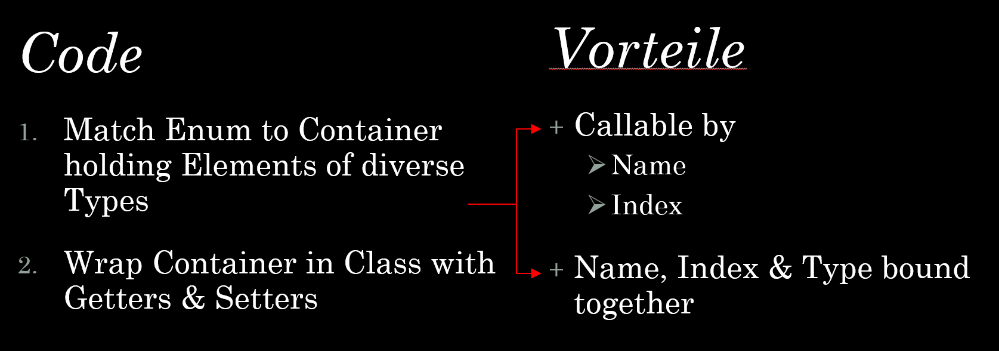 Code
1. Match Enum to Container
holding Elements of diverse
Types
2. Wrap Container in Class with
Getters & Setters
Vorteile
+ Callable by
⮚ Name
⮚ Index
+ Name, Index & Type bound
together